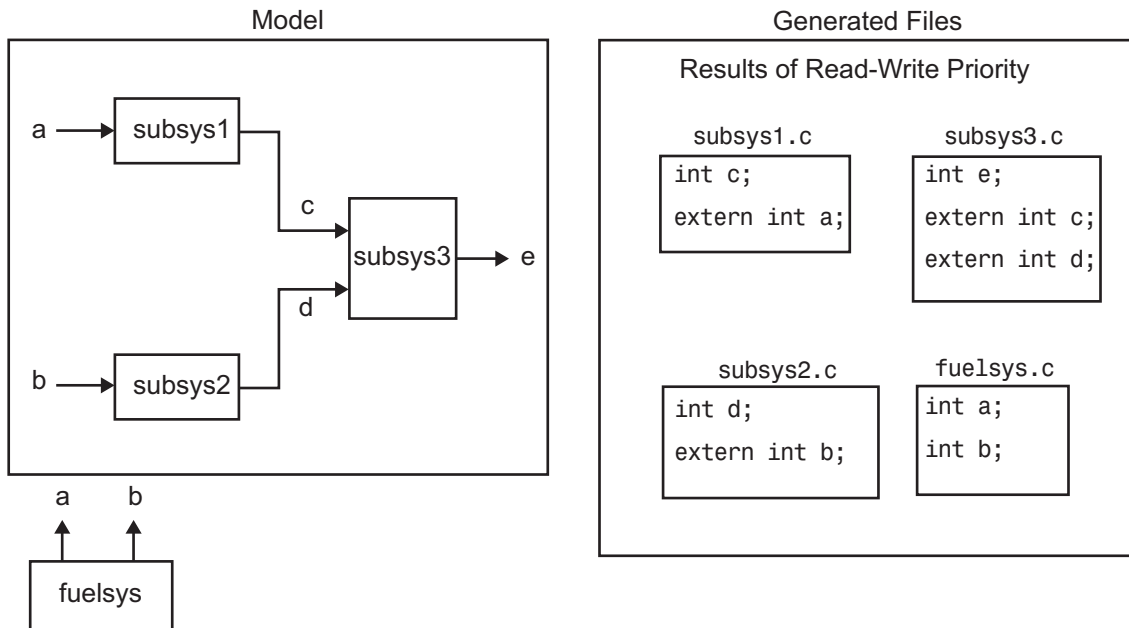 Model
a
subsys1
c
subsys3
e
d
b
subsys2
a
b
fuelsys
Generated Files
Results of Read-Write Priority
subsys1.c
int c;
extern int a;
subsys3.c
int e;
extern int c;
extern int d;
subsys2.c
int d;
extern int b;
fuelsys.c
int a;
int b;